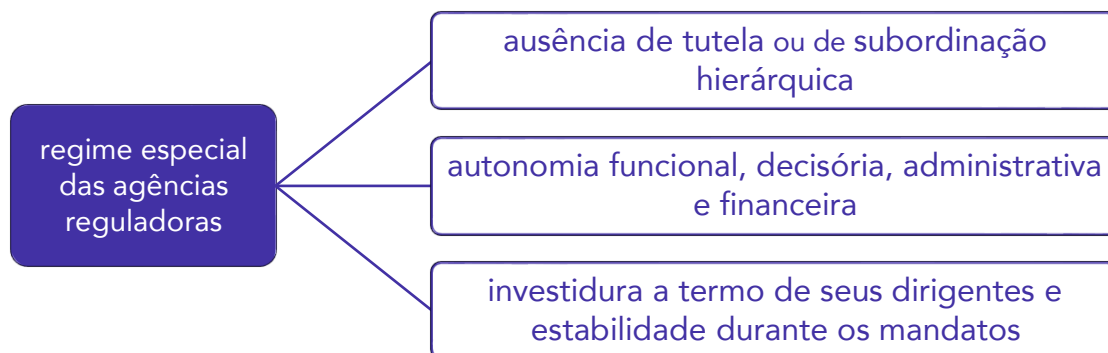 regime especial
das agências
reguladoras
ausência de tutela ou de subordinação
hierárquica
autonomia funcional, decisória, administrativa
e financeira
investidura a termo de seus dirigentes e
estabilidade durante os mandatos